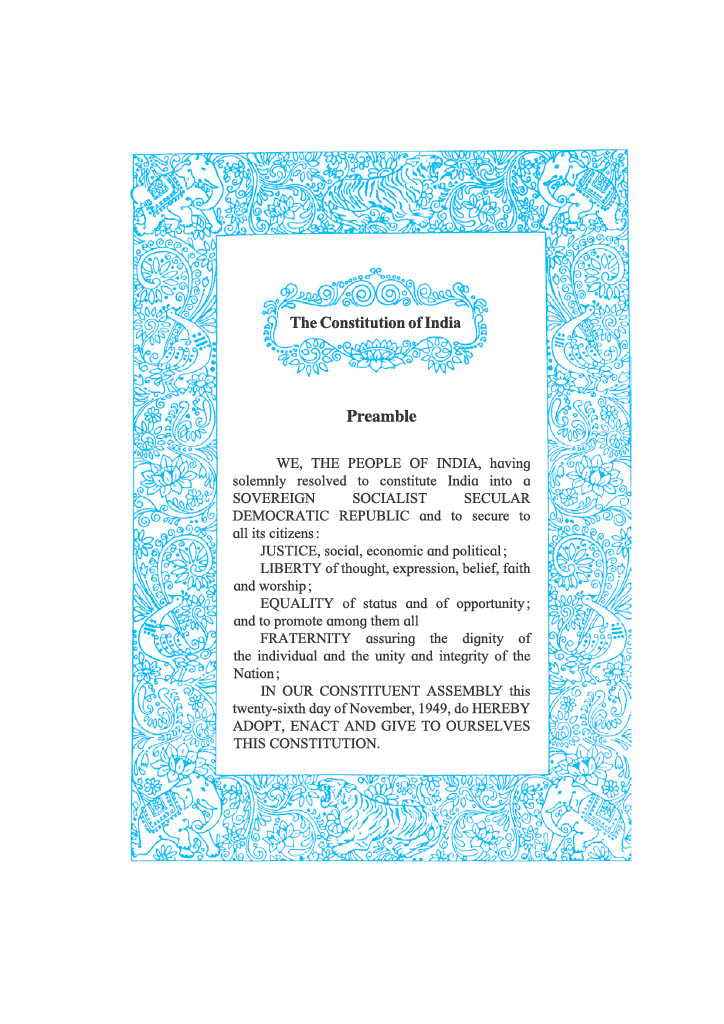 The Constitution of India
Preamble
WE, THE PEOPLE OF INDIA, having
solemnly resolved to constitute India into a
SOVEREIGN SOCIALIST SECULAR
DEMOCRATIC REPUBLIC and to secure to
all its citizens :
JUSTICE, social, economic and political ;
LIBERTY of thought, expression, belief, faith
and worship ;
EQUALITY of status and of opportunity ;
and to promote among them all
FRATERNITY assuring the dignity of
the individual and the unity and integrity of the
Nation ;
IN OUR CONSTITUENT ASSEMBLY this
twenty-sixth day of November, 1949, do HEREBY
ADOPT, ENACT AND GIVE TO OURSELVES
THIS CONSTITUTION.